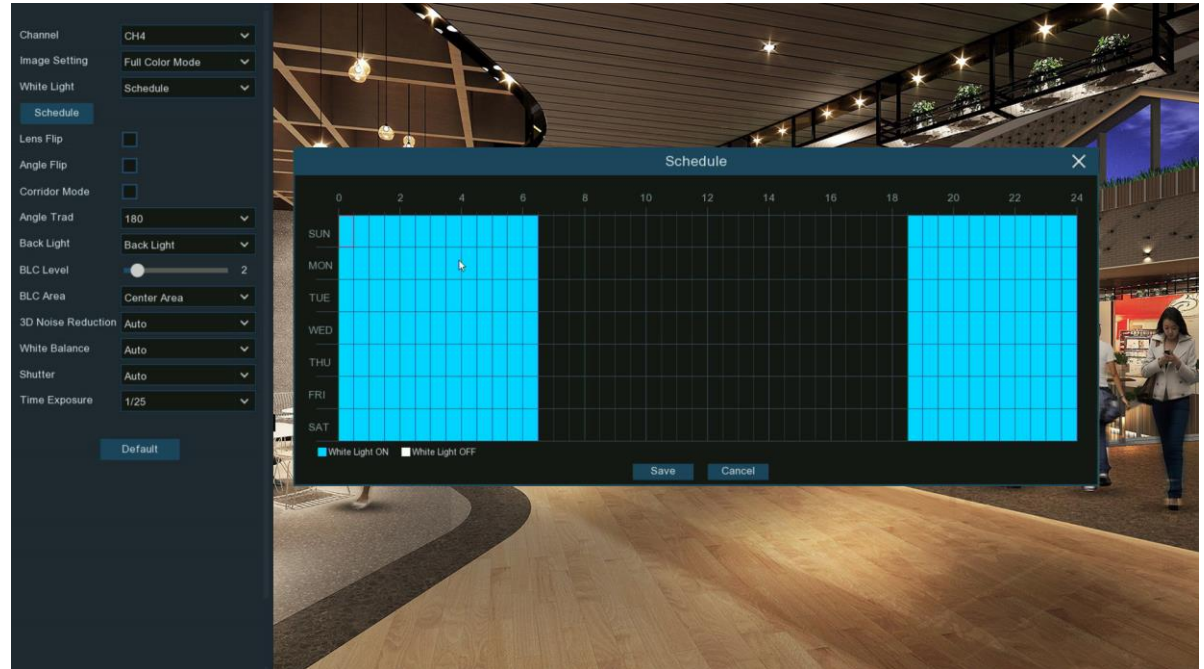 Channel CH4
Image Setting Full Color Mode
White Light Schedule
Schedule
Lens Flip
Angle Flip
Corridor Mode
Angle Trad 180
Back Light Back Light
BLC Level 2
BLC Area Center Area
3D Noise Reduction Auto
White Balance Auto
Shutter Auto
Time Exposure 1/25
Default
Schedule
0 2 4 6 8 10 12 14 16 18 20 22 24
SUN
MON
TUE
WED
THU
FRI
SAT
White Light ON White Light OFF
Save Cancel